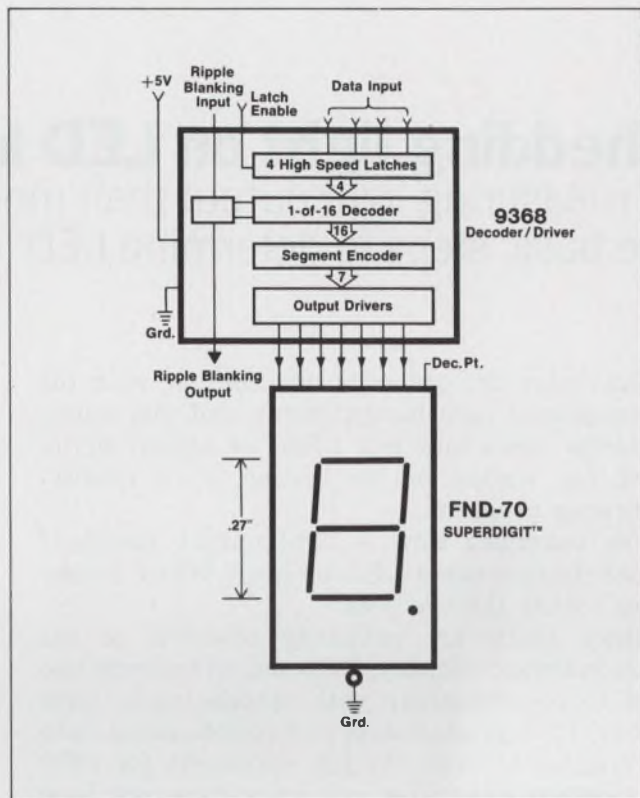 +5V
Ripple
Blanking
Input
Latch
Enable
Data Input
4 High Speed Latches
4
1-of-16 Decoder
16
Segment Encoder
7
Output Drivers
9368
Decoder/Driver
Grd.
Ripple Blanking
Output
Dec.Pt.
.27"
FND-70
SUPERDIGIT™
Grd.